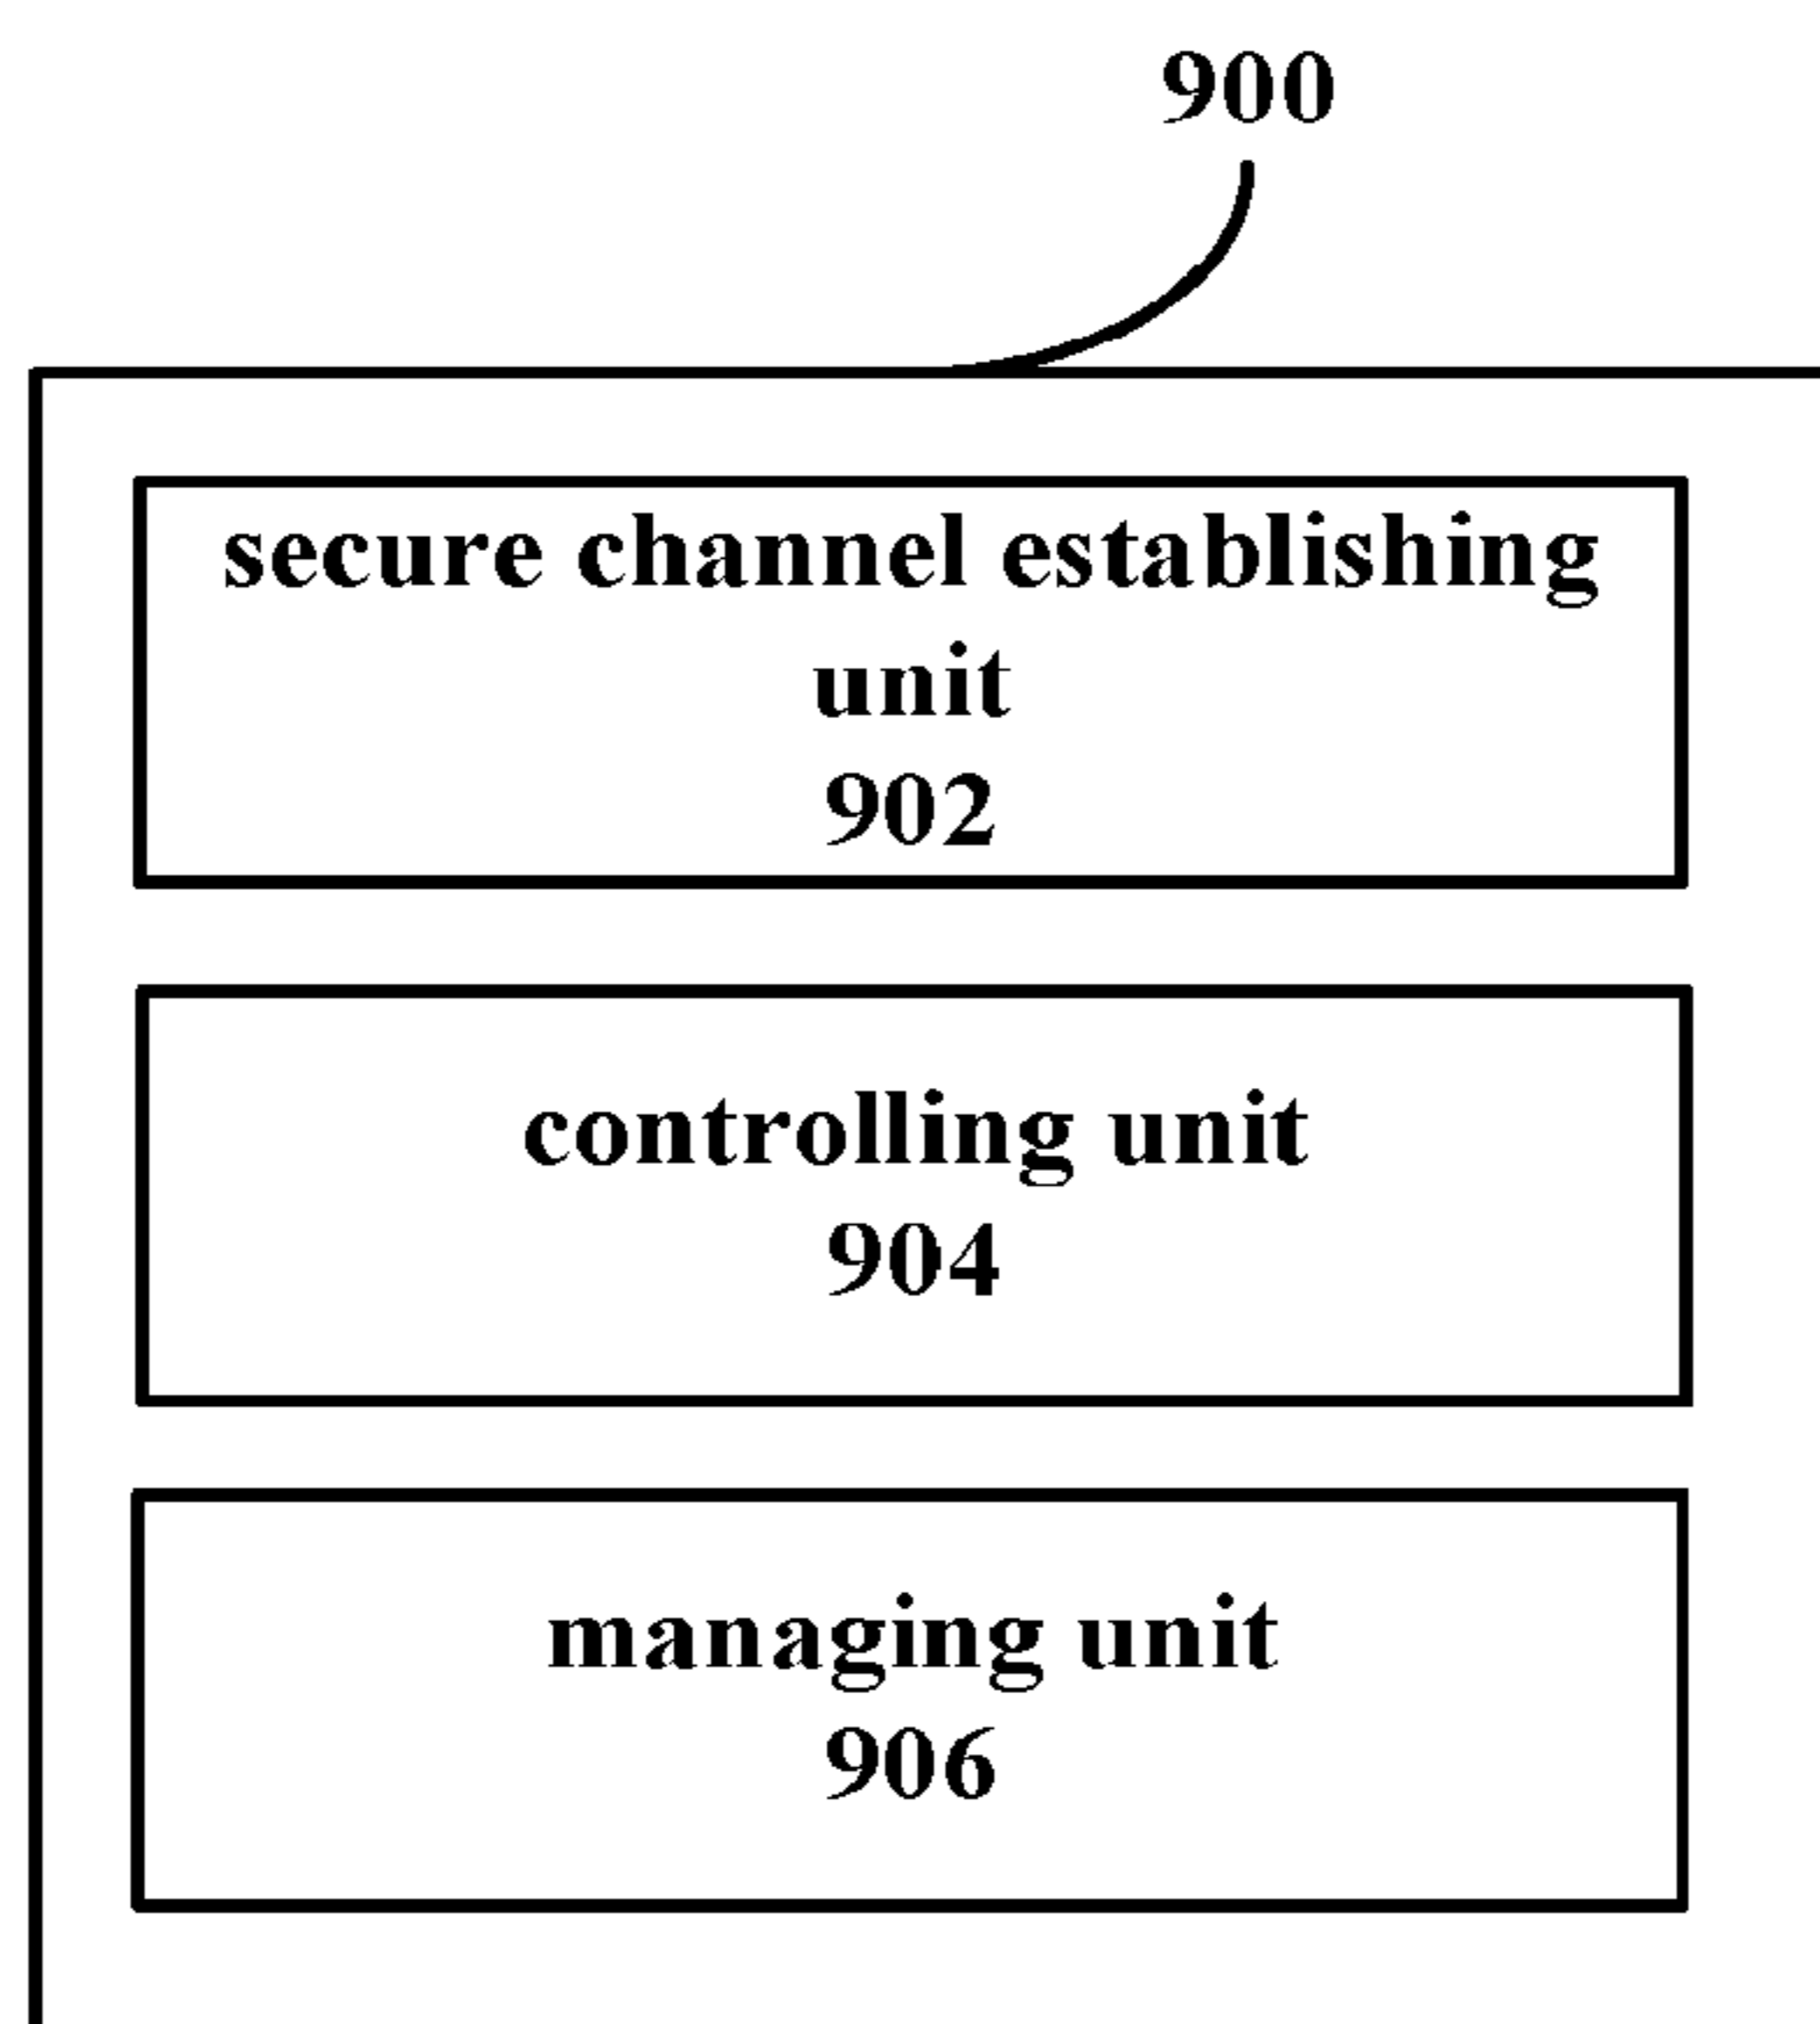 900
secure channel establishing
unit
902
controlling unit
904
managing unit
906